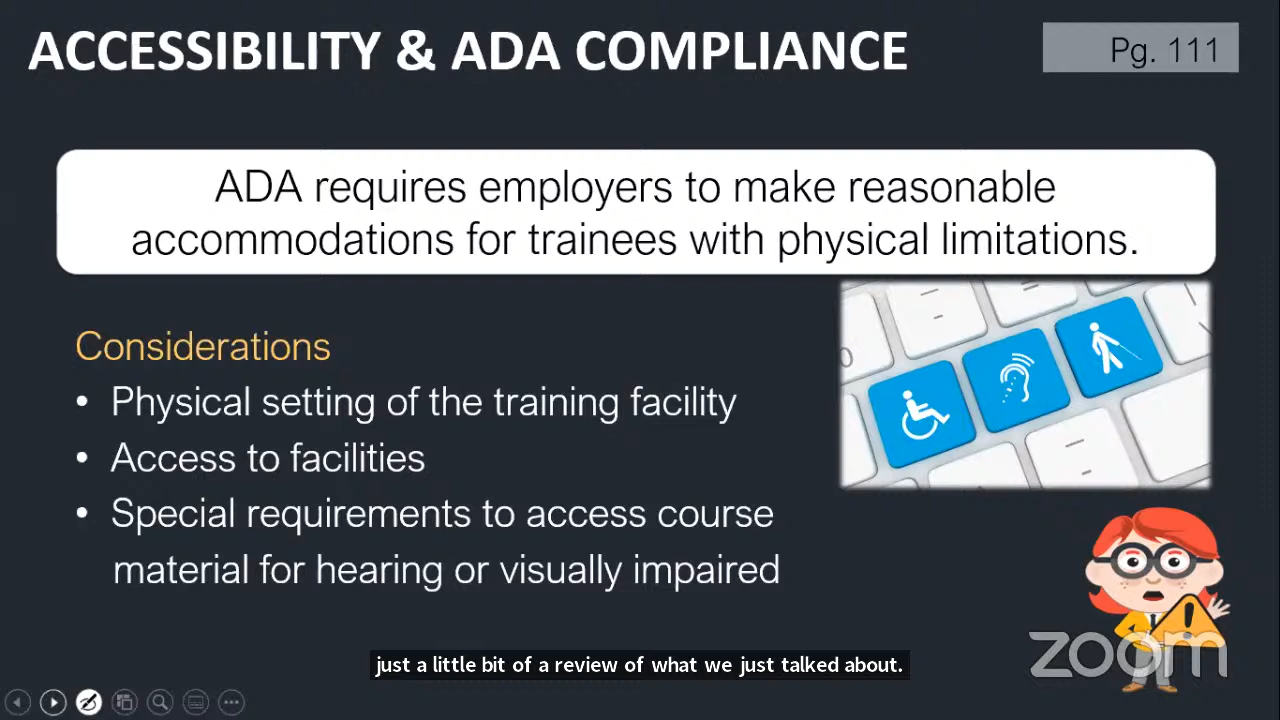 ACCESSIBILITY & ADA COMPLIANCE
Pg. 111
ADA requires employers to make reasonable
accommodations for trainees with physical limitations.
Considerations
• Physical setting of the training facility
• Access to facilities
• Special requirements to access course
material for hearing or visually impaired
zoom
just a little bit of a review of what we just talked about.